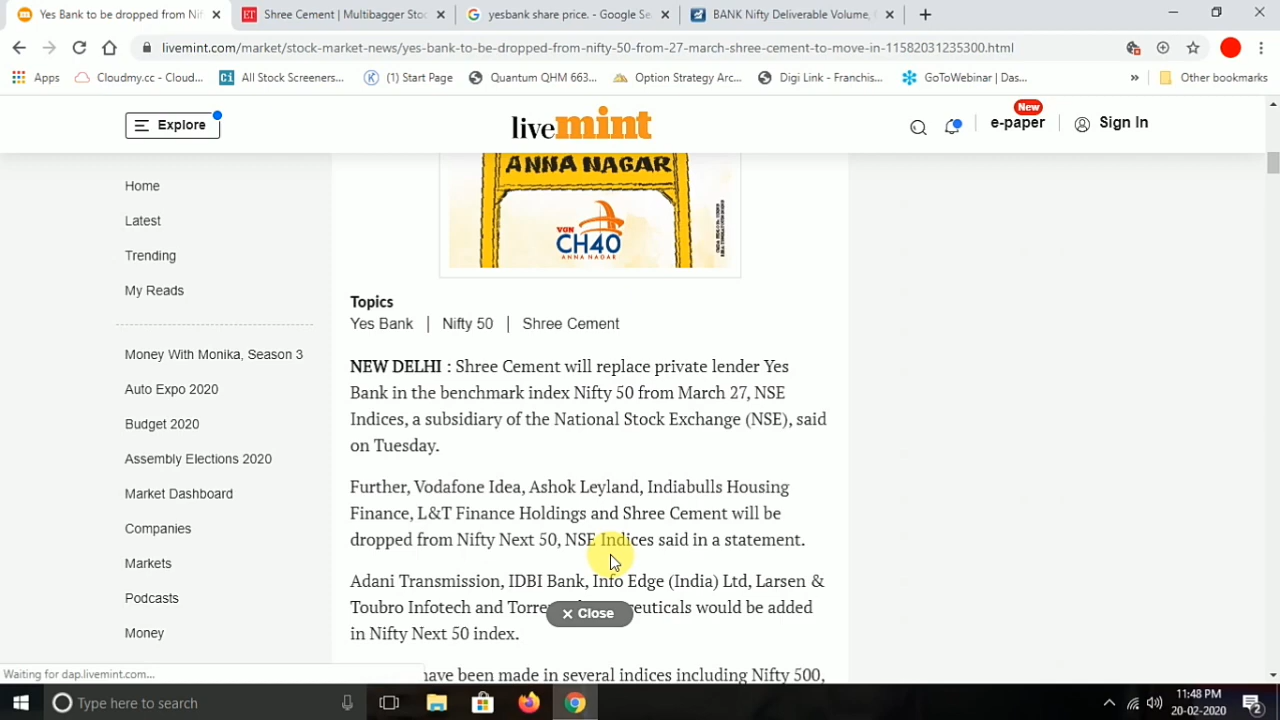 Yes Bank to be dropped from Nif
Shree Cement | Multibagger Stoc
yesbank share price. - Google Se
BANK Nifty Deliverable Volume,
livemint.com/market/stock-market-news/yes-bank-to-be-dropped-from-nifty-50-from-27-march-shree-cement-to-move-in-11582031235300.html
Apps
Cloudmy.cc - Cloud...
All Stock Screeners...
(1) Start Page
Quantum QHM 663...
Option Strategy Arc...
Digi Link - Franchis...
GoToWebinar | Das...
»
Other bookmarks
Explore
livemint
New
e-paper
Sign In
ANNA NAGAR
VGN
CH40
ANNA NAGAR
Home
Latest
Trending
My Reads
Money With Monika, Season 3
Auto Expo 2020
Budget 2020
Assembly Elections 2020
Market Dashboard
Companies
Markets
Podcasts
Money
Topics
Yes Bank | Nifty 50 | Shree Cement
NEW DELHI : Shree Cement will replace private lender Yes
Bank in the benchmark index Nifty 50 from March 27, NSE
Indices, a subsidiary of the National Stock Exchange (NSE), said
on Tuesday.
Further, Vodafone Idea, Ashok Leyland, Indiabulls Housing
Finance, L&T Finance Holdings and Shree Cement will be
dropped from Nifty Next 50, NSE Indices said in a statement.
Adani Transmission, IDBI Bank, Info Edge (India) Ltd, Larsen &
Toubro Infotech and Torre
ceuticals would be added
× Close
in Nifty Next 50 index.
have been made in several indices including Nifty 500,
Waiting for dap.livemint.com...
Type here to search
11:48 PM
20-02-2020
2